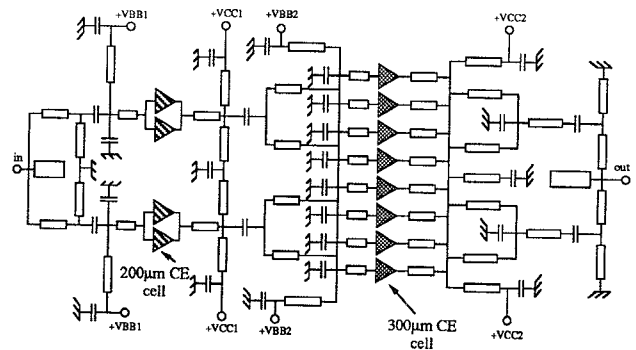 +VBB1
+VCC1
+VBB2
+VCC2
in
out
200µm CE
cell
+VBB1
+VCC1
+VBB2
300µm CE
cell
+VCC2